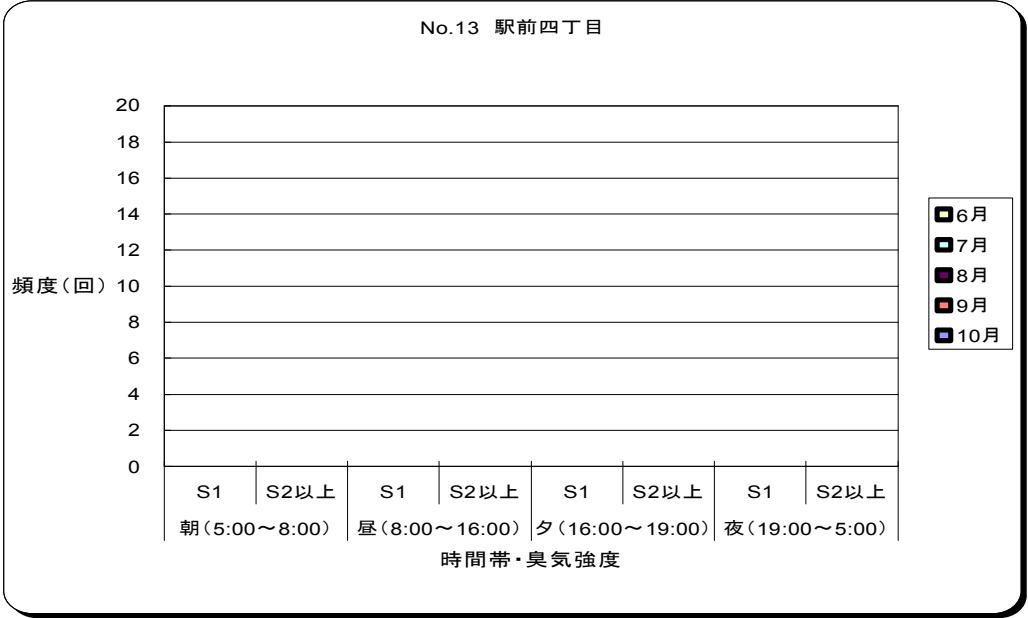 No.13 駅前四丁目
20
18
16
14
12
頻度(回) 10
8
6
4
2
0
S1 S2以上 S1 S2以上 S1 S2以上 S1 S2以上
朝(5:00～8:00) 昼(8:00～16:00) 夕(16:00～19:00) 夜(19:00～5:00)
時間帯・臭気強度
6月
7月
8月
9月
10月